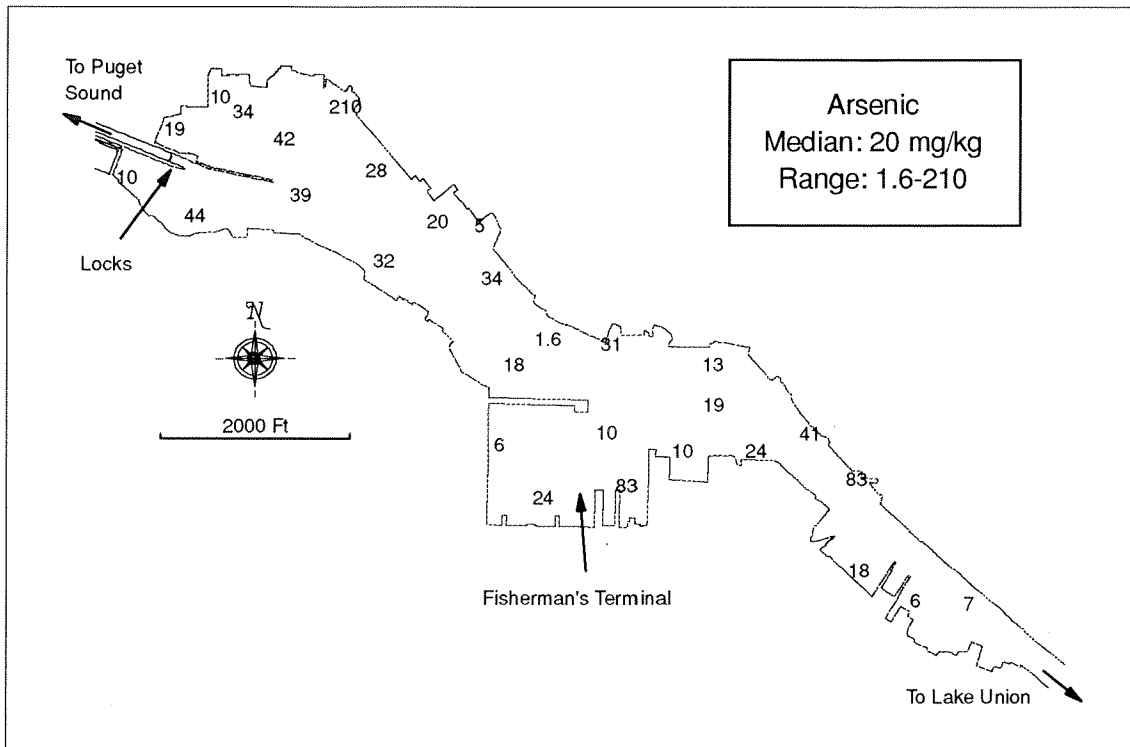 To Puget
Sound
Arsenic
Median: 20 mg/kg
Range: 1.6-210
10
34
210
19
42
28
10
39
44
20
5
Locks
32
34
N
1.6
31
18
13
2000 Ft
19
6
10
41
10
24
24
83
83
Fisherman's Terminal
18
6
7
To Lake Union